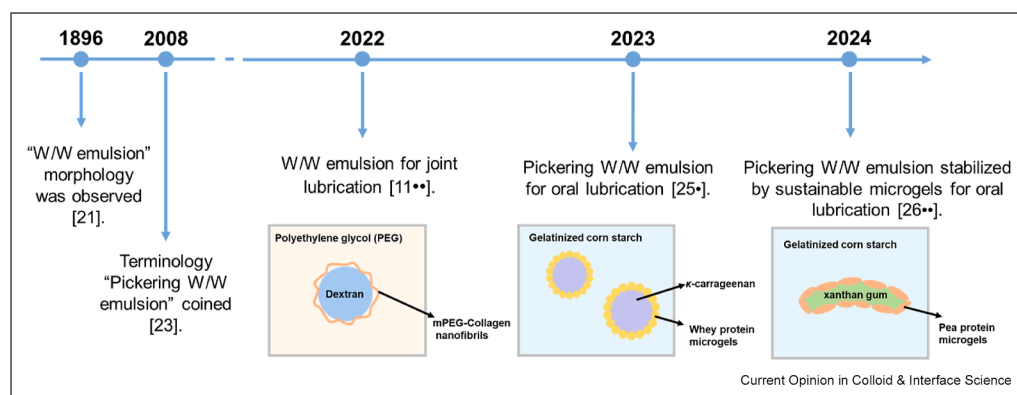 1896
2008
2022
2023
2024
“W/W emulsion”
morphology
was observed
[21].
Terminology
“Pickering W/W
emulsion” coined
[23].
W/W emulsion for joint
lubrication [11••].
Polyethylene glycol (PEG)
Dextran
mPEG-Collagen
nanofibrils
Pickering W/W emulsion
for oral lubrication [25•].
Gelatinized corn starch
κ-carrageenan
Whey protein
microgels
Pickering W/W emulsion stabilized
by sustainable microgels for oral
lubrication [26••].
Gelatinized corn starch
xanthan gum
Pea protein
microgels
Current Opinion in Colloid & Interface Science